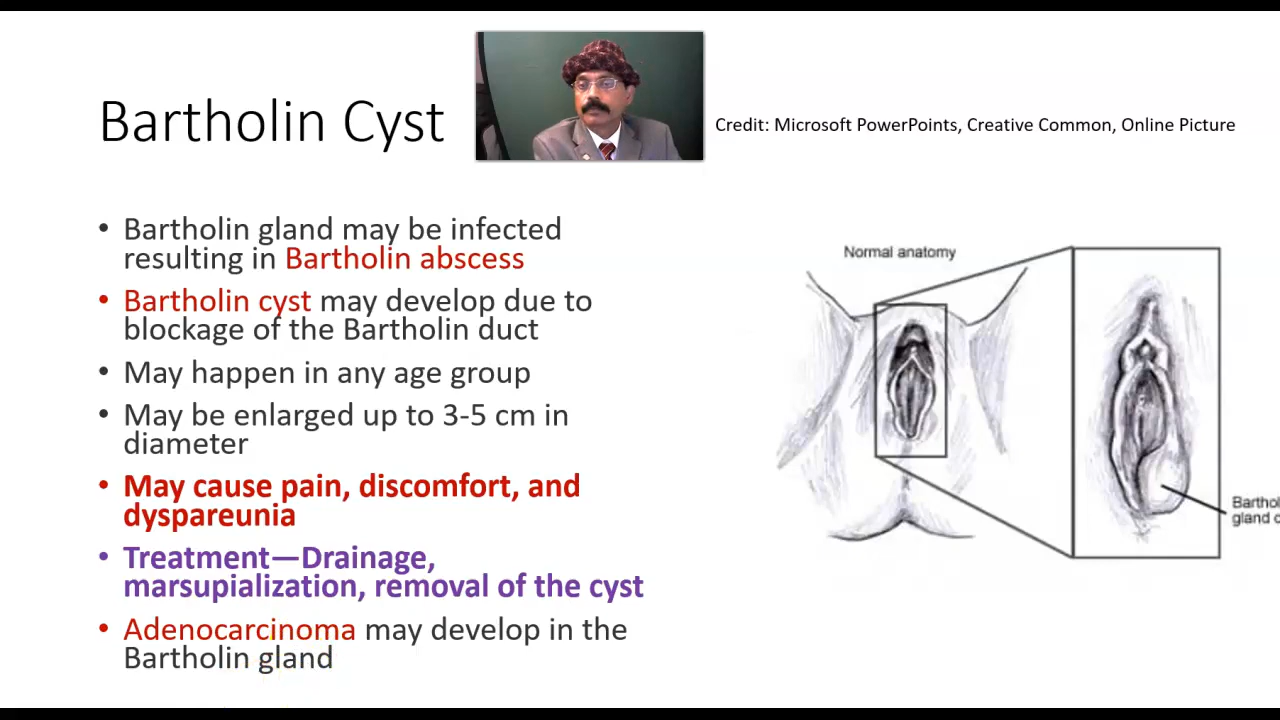 Bartholin Cyst
Credit: Microsoft PowerPoints, Creative Common, Online Picture
• Bartholin gland may be infected
resulting in Bartholin abscess
• Bartholin cyst may develop due to
blockage of the Bartholin duct
• May happen in any age group
• May be enlarged up to 3-5 cm in
diameter
• May cause pain, discomfort, and
dyspareunia
• Treatment—Drainage,
marsupialization, removal of the cyst
• Adenocarcinoma may develop in the
Bartholin gland
Normal anatomy
gland